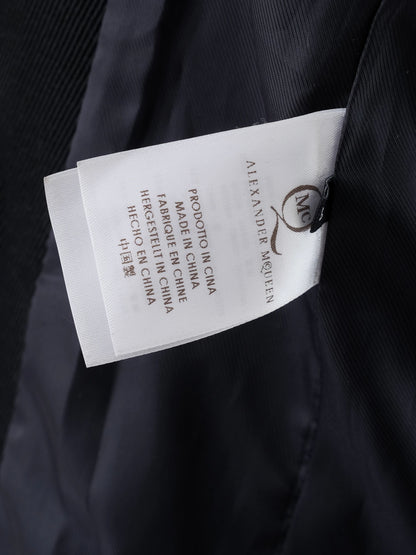 McQ
ALEXANDER MCQUEEN
PRODOTTO IN CINA
MADE IN CHINA
FABRIQUE EN CHINE
HERGESTELLT IN CHINA
HECHO EN CHINA
中国製